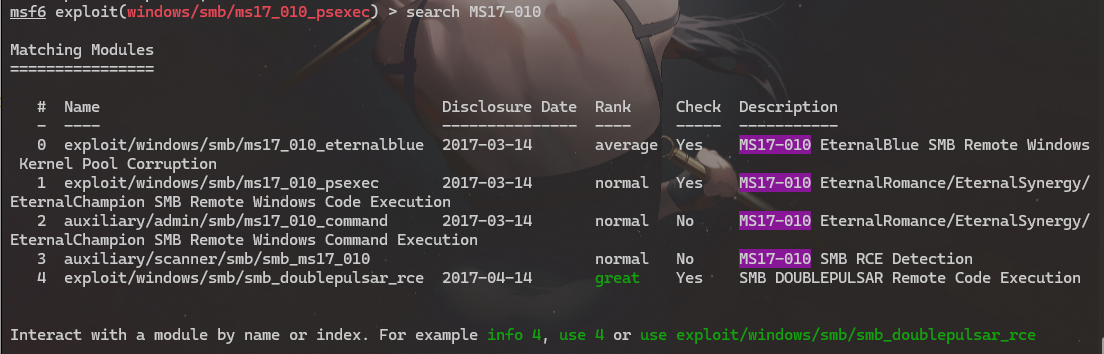 msf6 exploit(windows/smb/ms17_010_psexec) > search MS17-010
Matching Modules
================
#  Name                                      Disclosure Date  Rank     Check  Description
-  ----                                      ---------------  ----     -----  -----------
0  exploit/windows/smb/ms17_010_eternalblue  2017-03-14       average  Yes    MS17-010 EternalBlue SMB Remote Windows
Kernel Pool Corruption
1  exploit/windows/smb/ms17_010_psexec       2017-03-14       normal   Yes    MS17-010 EternalRomance/EternalSynergy/
EternalChampion SMB Remote Windows Code Execution
2  auxiliary/admin/smb/ms17_010_command      2017-03-14       normal   No     MS17-010 EternalRomance/EternalSynergy/
EternalChampion SMB Remote Windows Command Execution
3  auxiliary/scanner/smb/smb_ms17_010                         normal   No     MS17-010 SMB RCE Detection
4  exploit/windows/smb/smb_doublepulsar_rce  2017-04-14       great    Yes    SMB DOUBLEPULSAR Remote Code Execution
Interact with a module by name or index. For example info 4, use 4 or use exploit/windows/smb/smb_doublepulsar_rce